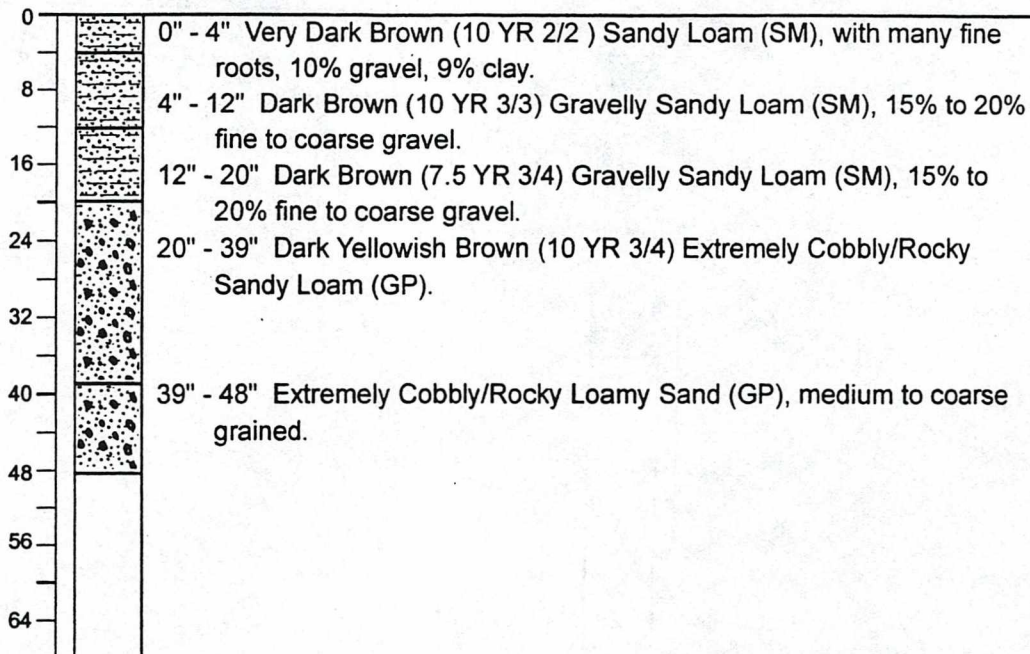 0
0" - 4" Very Dark Brown (10 YR 2/2 ) Sandy Loam (SM), with many fine
roots, 10% gravel, 9% clay.
8
4" - 12" Dark Brown (10 YR 3/3) Gravelly Sandy Loam (SM), 15% to 20%
fine to coarse gravel.
16
12" - 20" Dark Brown (7.5 YR 3/4) Gravelly Sandy Loam (SM), 15% to
20% fine to coarse gravel.
24
20" - 39" Dark Yellowish Brown (10 YR 3/4) Extremely Cobbly/Rocky
Sandy Loam (GP).
32
40
39" - 48" Extremely Cobbly/Rocky Loamy Sand (GP), medium to coarse
grained.
48
56
64